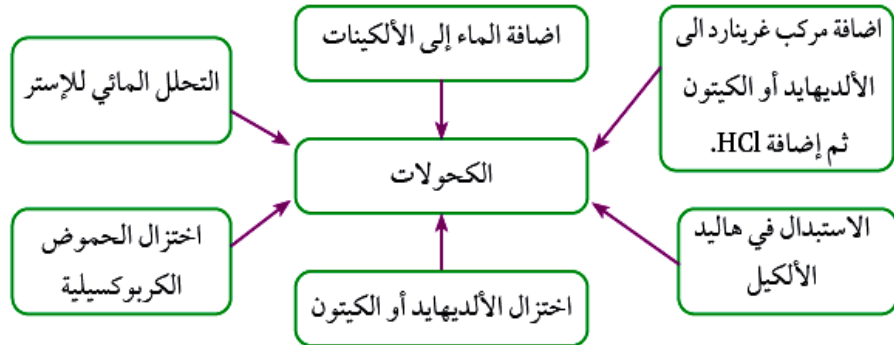 اضافة مركب غرينارد الى
الألديهايد أو الكيتون
ثم إضافة HCl.
اضافة الماء إلى الألكينات
التحلل المائي للإستر
الكحولات
الاستبدال في هاليد
الألكيل
اختزال الألديهايد أو الكيتون
اختزال الحموض
الكربوكسيلية